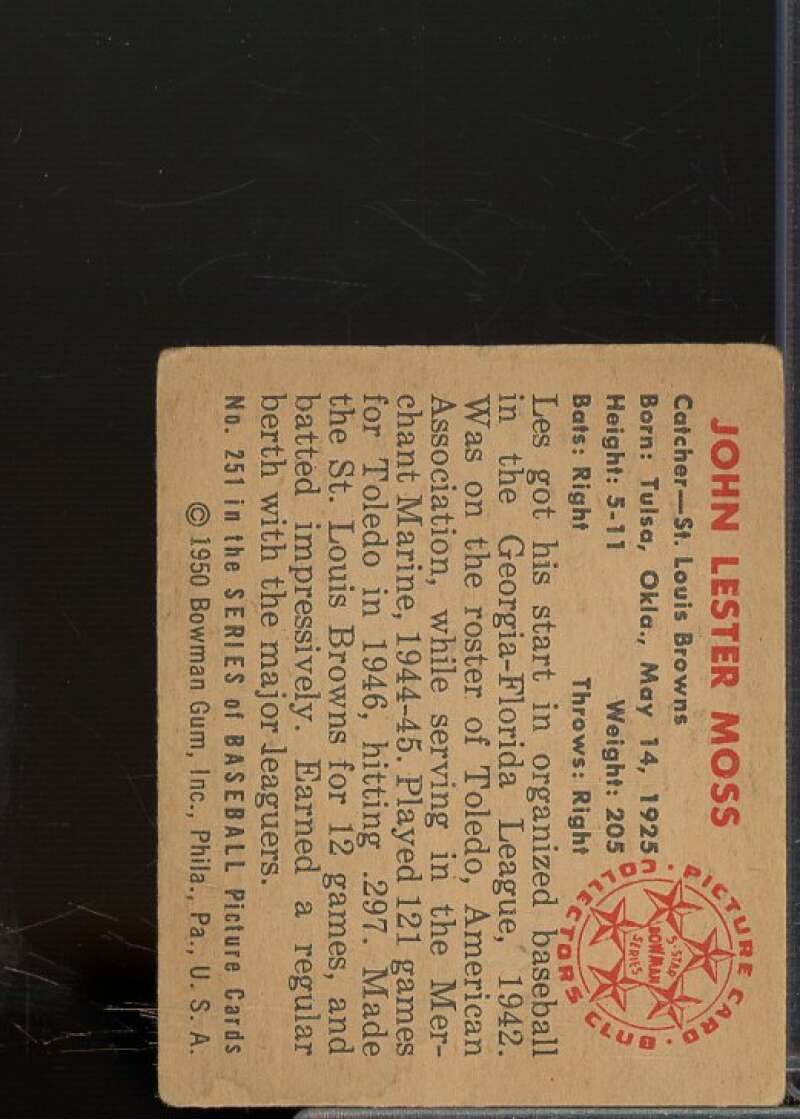 JOHN LESTER MOSS
Catcher—St. Louis Browns
Born: Tulsa, Okla., May 14, 1925
Height: 5-11 Weight: 205
Bats: Right Throws: Right
PICTURE CARD COLLECTORS CLUB
5-STAR
BOWMAN
SERIES
Les got his start in organized baseball
in the Georgia-Florida League, 1942.
Was on the roster of Toledo, American
Association, while serving in the Mer-
chant Marine, 1944-45. Played 121 games
for Toledo in 1946, hitting .297. Made
the St. Louis Browns for 12 games, and
batted impressively. Earned a regular
berth with the major leaguers.
No. 251 in the SERIES of BASEBALL Picture Cards
© 1950 Bowman Gum, Inc., Phila., Pa., U. S. A.